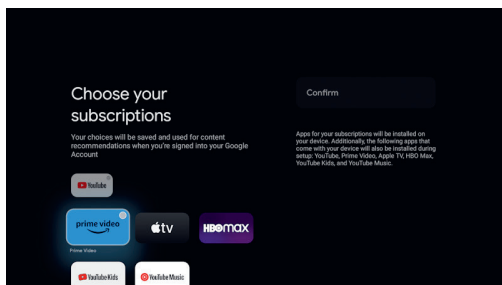 Choose your
subscriptions
Your choices will be saved and used for content
recommendations when you're signed into your Google
Account
YouTube
prime video
tv
HBOMAX
Prime Video
YouTube Kids
YouTube Music
Confirm
Apps for your subscriptions will be installed on
your device. Additionally, the following apps that
come with your device will also be installed during
setup: YouTube, Prime Video, Apple TV, HBO Max,
YouTube Kids, and YouTube Music.